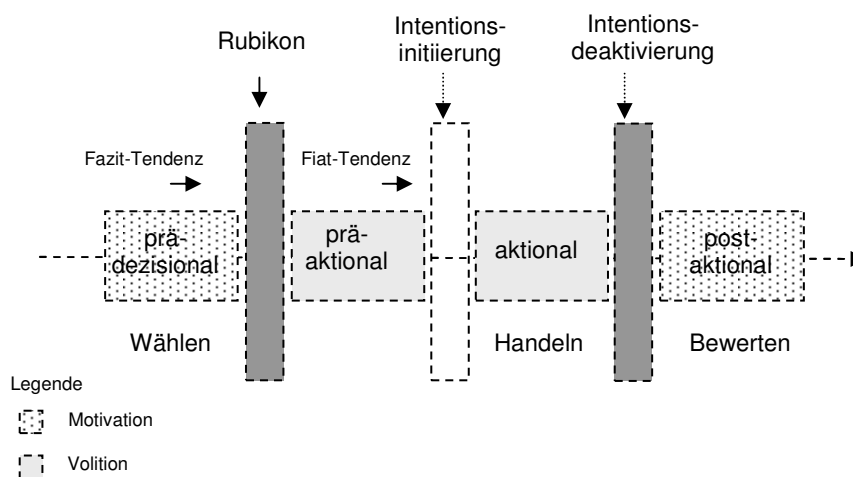 Rubikon
Intentions-
initiierung
Intentions-
deaktivierung
Fazit-Tendenz
Fiat-Tendenz
prä-
dezisional
prä-
aktional
aktional
post-
aktional
Wählen
Handeln
Bewerten
Legende
Motivation
Volition